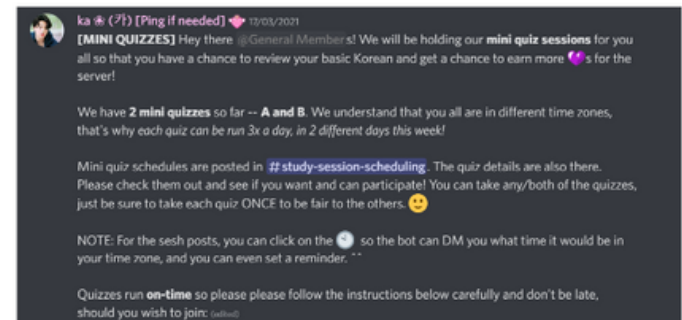 ka ❀ (카) [Ping if needed] 17/03/2021
[MINI QUIZZES] Hey there @General Members! We will be holding our mini quiz sessions for you
all so that you have a chance to review your basic Korean and get a chance to earn more 💜s for the
server!
We have 2 mini quizzes so far -- A and B. We understand that you all are in different time zones,
that's why each quiz can be run 3x a day, in 2 different days this week!
Mini quiz schedules are posted in #study-session-scheduling. The quiz details are also there.
Please check them out and see if you want and can participate! You can take any/both of the quizzes,
just be sure to take each quiz ONCE to be fair to the others. 🙂
NOTE: For the sesh posts, you can click on the 🕙 so the bot can DM you what time it would be in
your time zone, and you can even set a reminder. ^^
Quizzes run on-time so please please follow the instructions below carefully and don't be late,
should you wish to join: (edited)